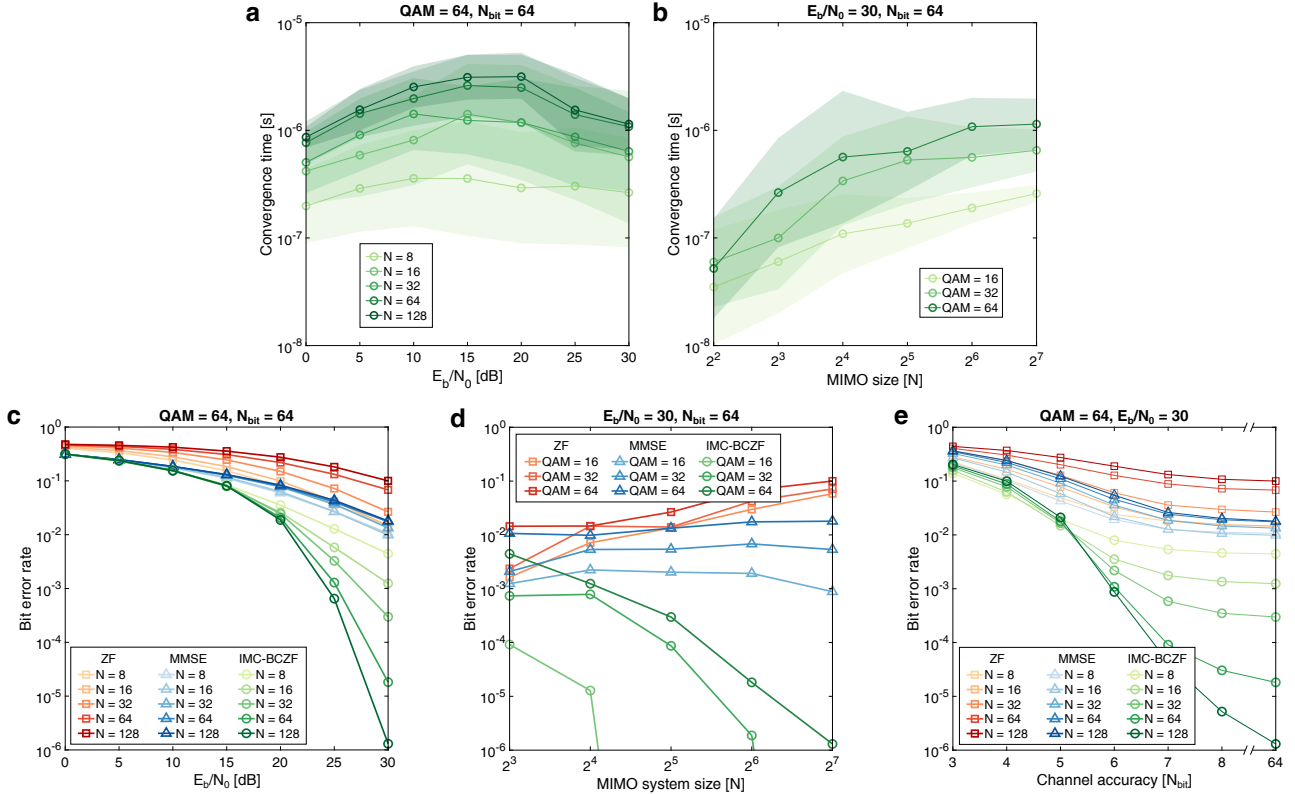 a
QAM = 64, N_bit = 64
10^-5
10^-6
10^-7
10^-8
Convergence time [s]
N = 8
N = 16
N = 32
N = 64
N = 128
0 5 10 15 20 25 30
E_b/N_0 [dB]
b
E_b/N_0 = 30, N_bit = 64
10^-5
10^-6
10^-7
10^-8
Convergence time [s]
QAM = 16
QAM = 32
QAM = 64
2^2 2^3 2^4 2^5 2^6 2^7
MIMO size [N]
c
QAM = 64, N_bit = 64
10^0
10^-1
10^-2
10^-3
10^-4
10^-5
10^-6
Bit error rate
ZF MMSE IMC-BCZF
N = 8 N = 8 N = 8
N = 16 N = 16 N = 16
N = 32 N = 32 N = 32
N = 64 N = 64 N = 64
N = 128 N = 128 N = 128
0 5 10 15 20 25 30
E_b/N_0 [dB]
d
E_b/N_0 = 30, N_bit = 64
10^0
10^-1
10^-2
10^-3
10^-4
10^-5
10^-6
Bit error rate
ZF MMSE IMC-BCZF
QAM = 16 QAM = 16 QAM = 16
QAM = 32 QAM = 32 QAM = 32
QAM = 64 QAM = 64 QAM = 64
2^3 2^4 2^5 2^6 2^7
MIMO system size [N]
e
QAM = 64, E_b/N_0 = 30
10^0
10^-1
10^-2
10^-3
10^-4
10^-5
10^-6
Bit error rate
ZF MMSE IMC-BCZF
N = 8 N = 8 N = 8
N = 16 N = 16 N = 16
N = 32 N = 32 N = 32
N = 64 N = 64 N = 64
N = 128 N = 128 N = 128
3 4 5 6 7 8 64
Channel accuracy [N_bit]